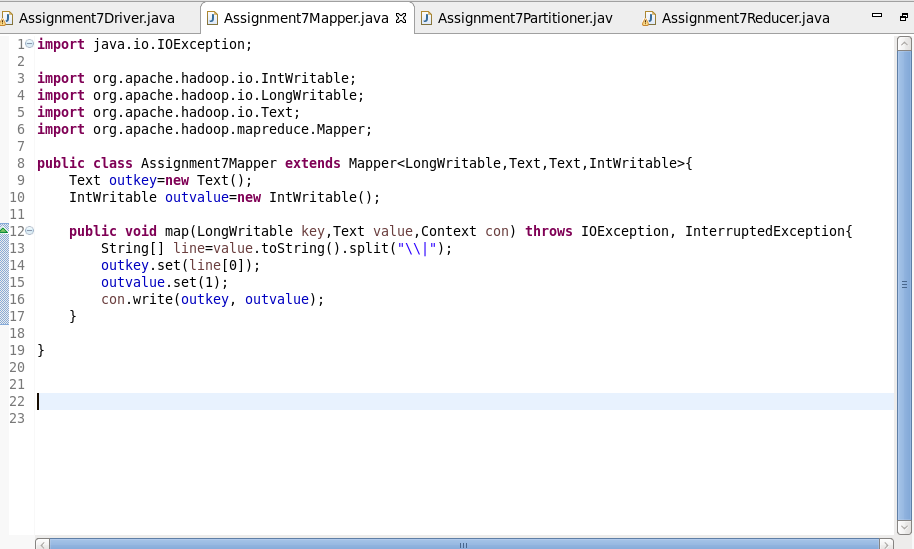 Assignment7Driver.java Assignment7Mapper.java Assignment7Partitioner.jav Assignment7Reducer.java
1 import java.io.IOException;
2
3 import org.apache.hadoop.io.IntWritable;
4 import org.apache.hadoop.io.LongWritable;
5 import org.apache.hadoop.io.Text;
6 import org.apache.hadoop.mapreduce.Mapper;
7
8 public class Assignment7Mapper extends Mapper<LongWritable,Text,Text,IntWritable>{
9     Text outkey=new Text();
10     IntWritable outvalue=new IntWritable();
11
12     public void map(LongWritable key,Text value,Context con) throws IOException, InterruptedException{
13         String[] line=value.toString().split("\\|");
14         outkey.set(line[0]);
15         outvalue.set(1);
16         con.write(outkey, outvalue);
17     }
18
19 }
20
21
22
23